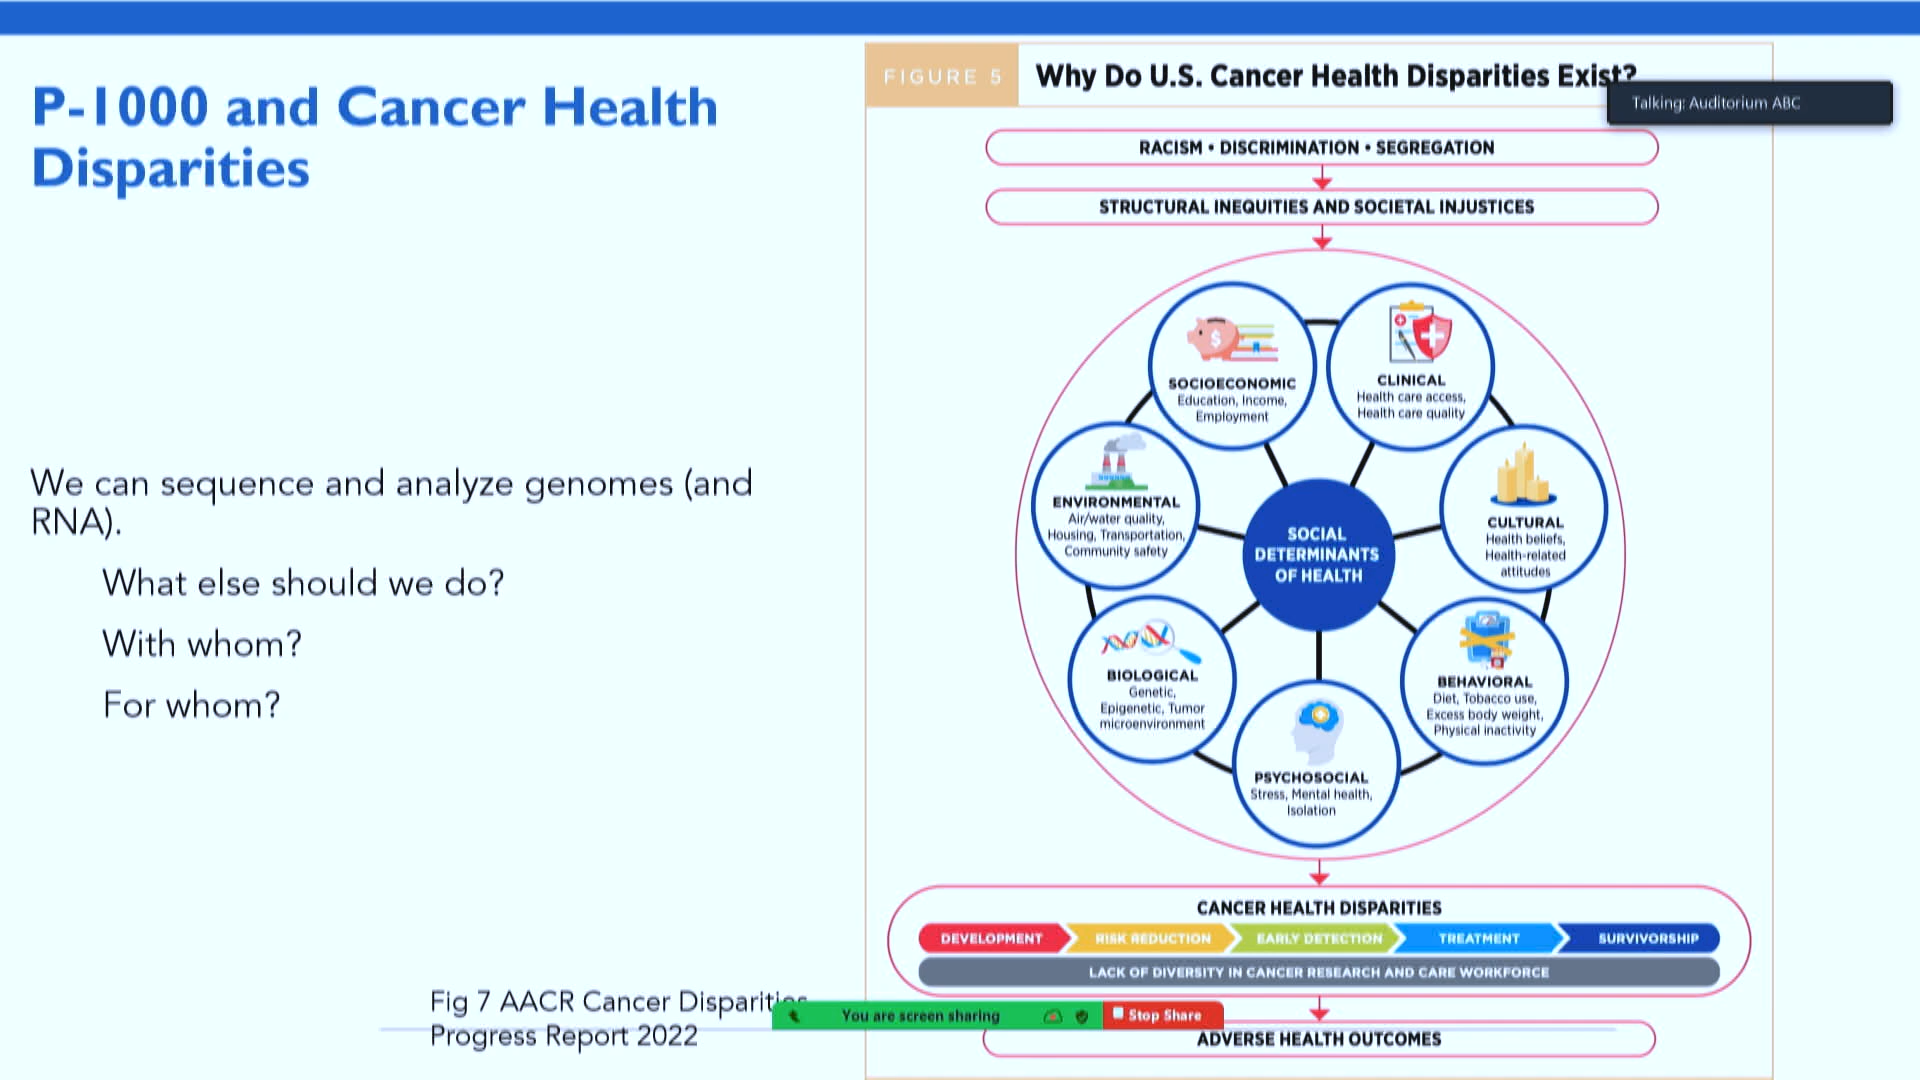 P-1000 and Cancer Health
Disparities
We can sequence and analyze genomes (and
RNA).
What else should we do?
With whom?
For whom?
Fig 7 AACR Cancer Disparities
Progress Report 2022
FIGURE 5
Why Do U.S. Cancer Health Disparities Exist?
Talking: Auditorium ABC
RACISM • DISCRIMINATION • SEGREGATION
STRUCTURAL INEQUITIES AND SOCIETAL INJUSTICES
SOCIOECONOMIC
Education, Income,
Employment
CLINICAL
Health care access,
Health care quality
ENVIRONMENTAL
Air/water quality,
Housing, Transportation,
Community safety
CULTURAL
Health beliefs,
Health-related
attitudes
SOCIAL
DETERMINANTS
OF HEALTH
BIOLOGICAL
Genetic,
Epigenetic, Tumor
microenvironment
BEHAVIORAL
Diet, Tobacco use,
Excess body weight,
Physical inactivity
PSYCHOSOCIAL
Stress, Mental health,
Isolation
CANCER HEALTH DISPARITIES
DEVELOPMENT
RISK REDUCTION
EARLY DETECTION
TREATMENT
SURVIVORSHIP
LACK OF DIVERSITY IN CANCER RESEARCH AND CARE WORKFORCE
You are screen sharing
Stop Share
ADVERSE HEALTH OUTCOMES